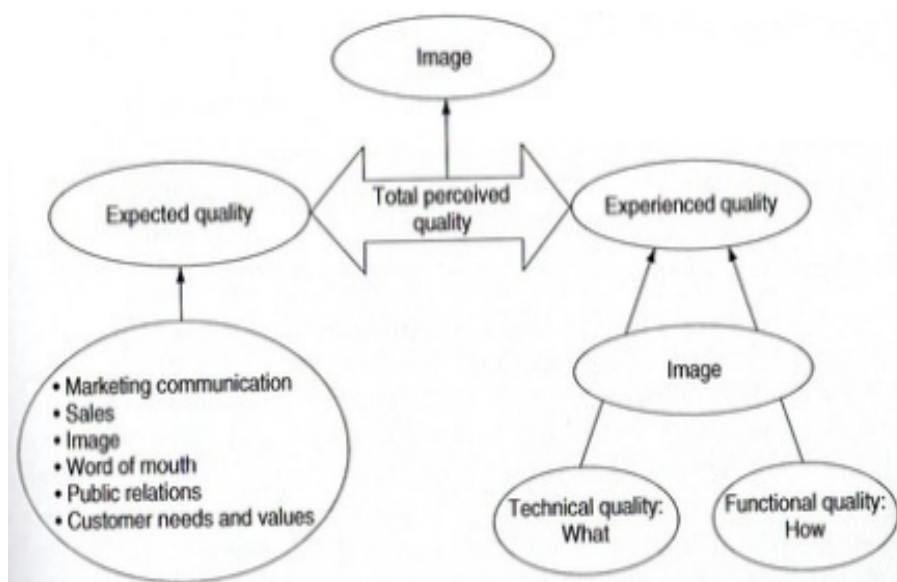 Image
Expected quality
Total perceived
quality
Experienced quality
• Marketing communication
• Sales
• Image
• Word of mouth
• Public relations
• Customer needs and values
Image
Technical quality:
What
Functional quality:
How